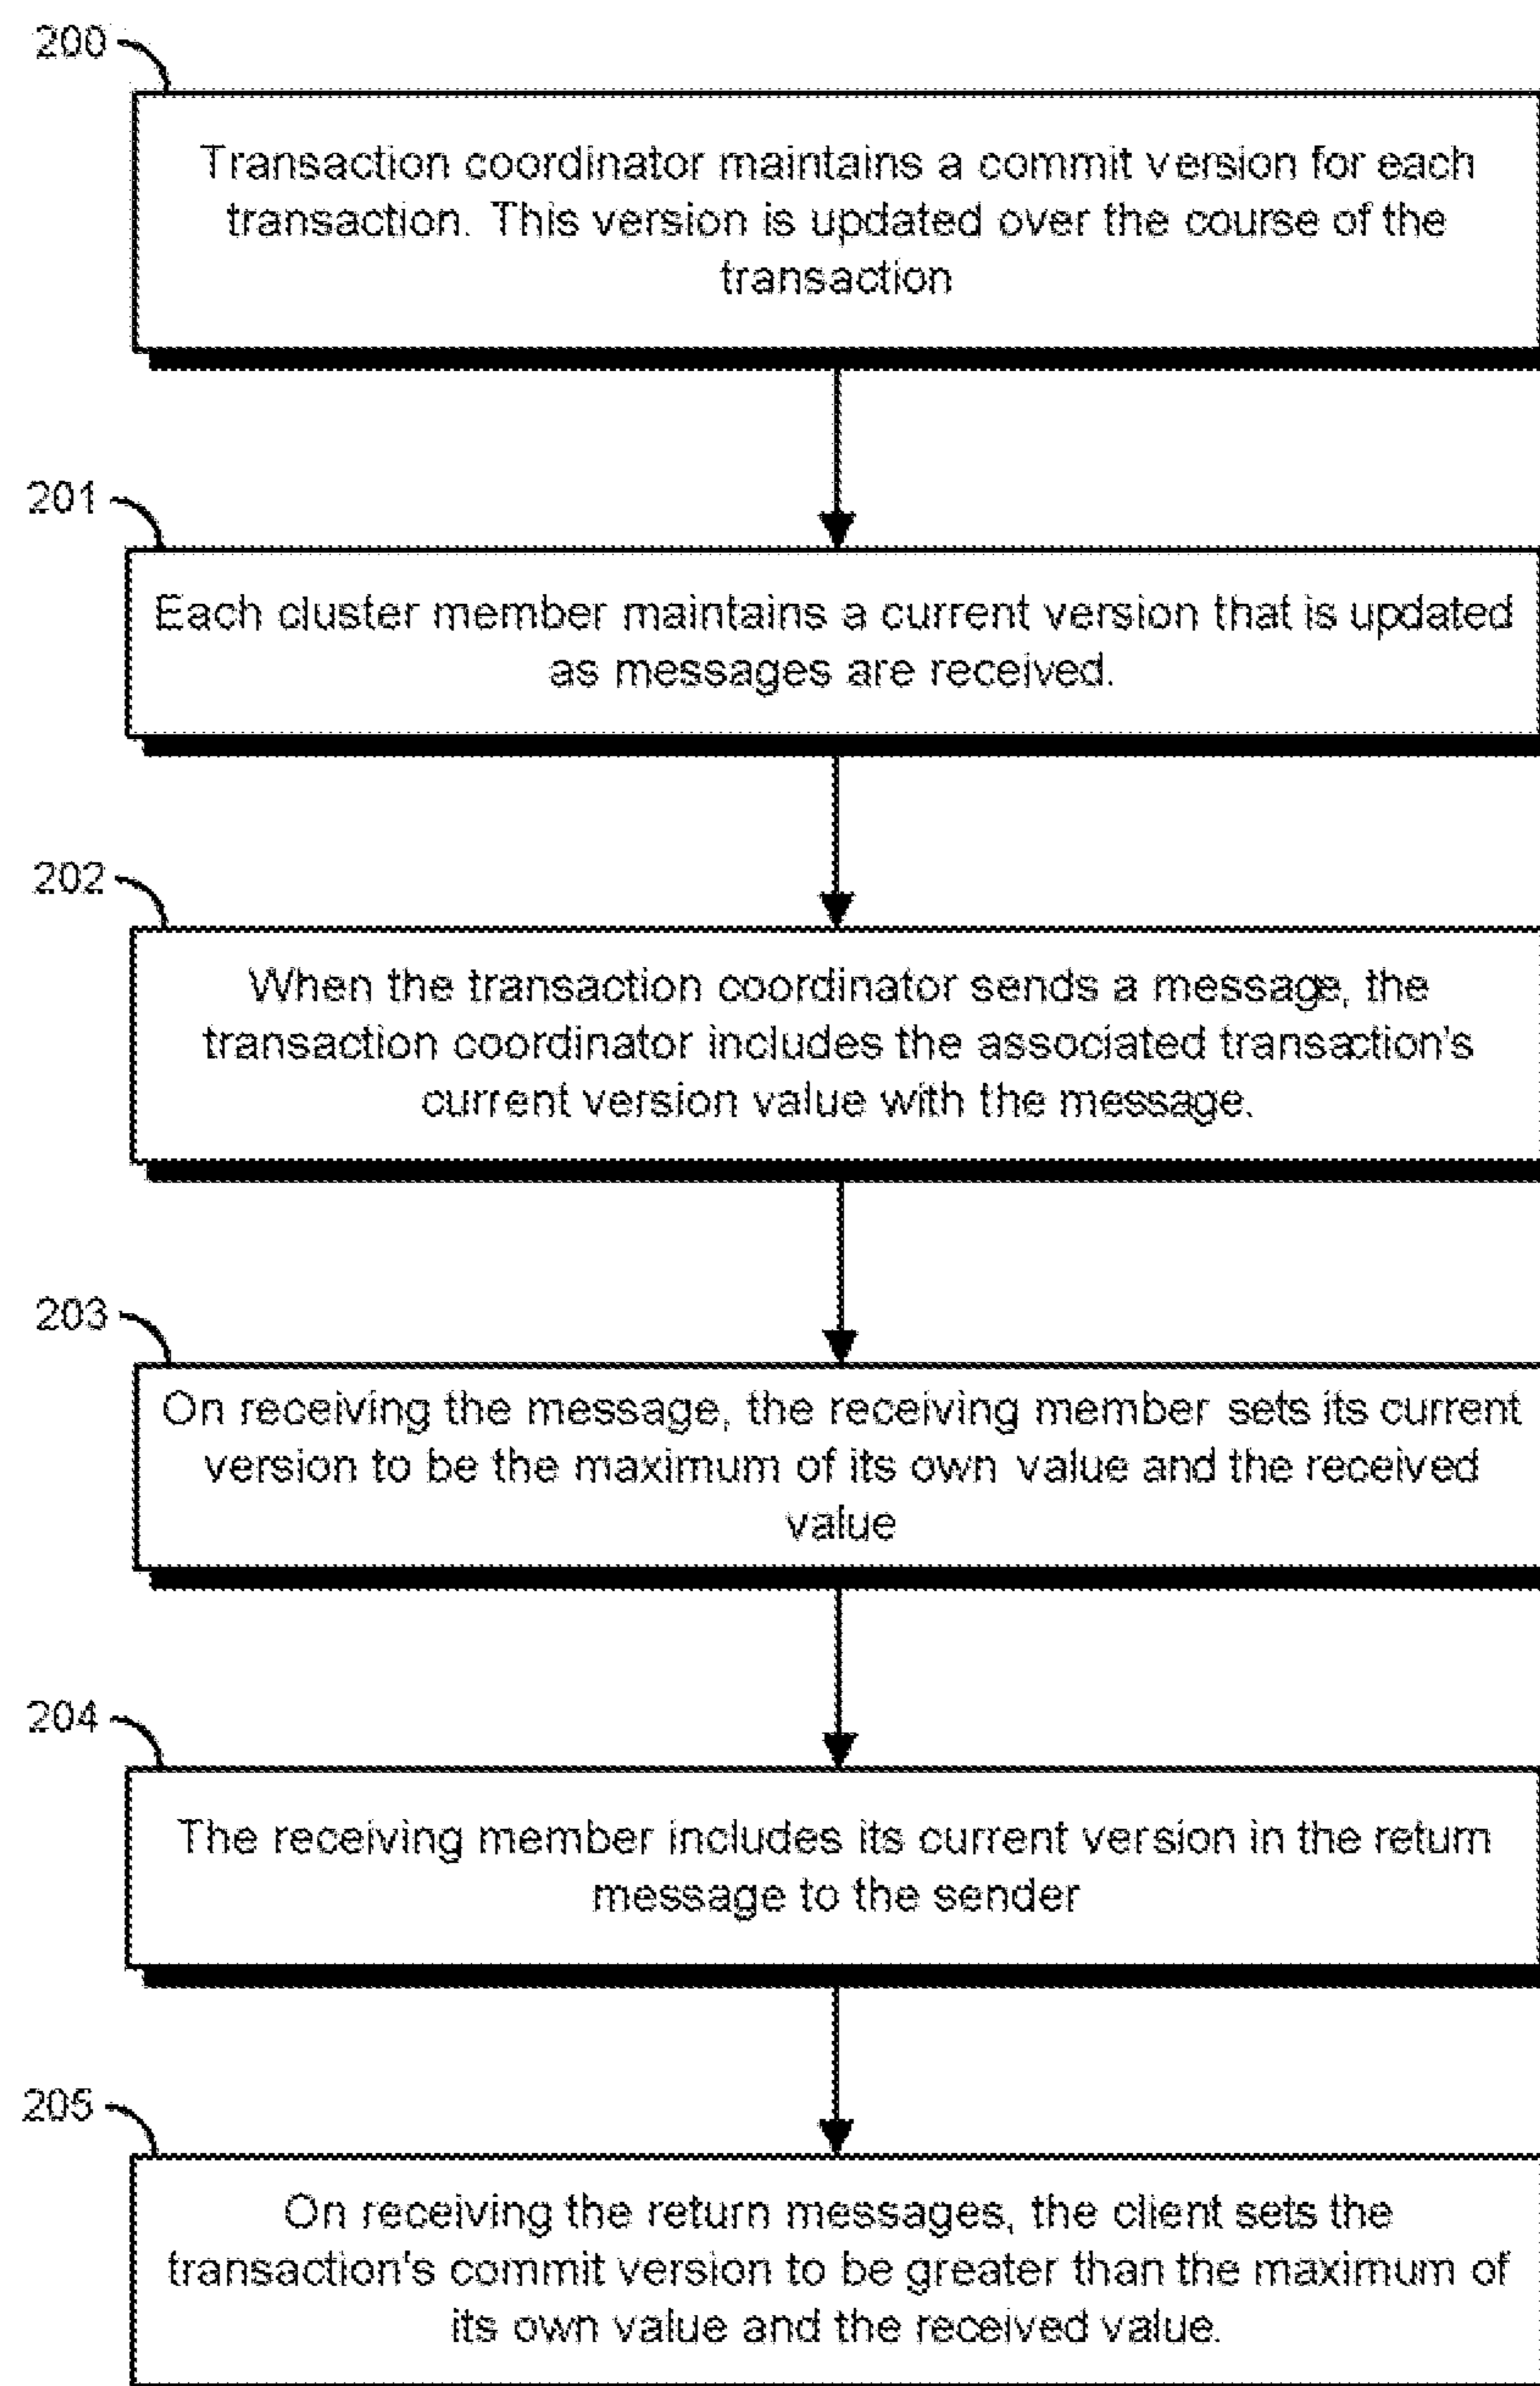 200
Transaction coordinator maintains a commit version for each
transaction. This version is updated over the course of the
transaction
201
Each cluster member maintains a current version that is updated
as messages are received.
202
When the transaction coordinator sends a message, the
transaction coordinator includes the associated transaction's
current version value with the message.
203
On receiving the message, the receiving member sets its current
version to be the maximum of its own value and the received
value
204
The receiving member includes its current version in the return
message to the sender
205
On receiving the return messages, the client sets the
transaction's commit version to be greater than the maximum of
its own value and the received value.